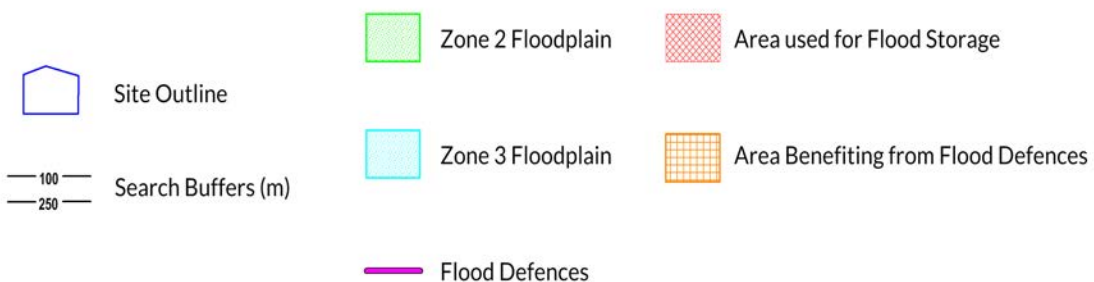 Site Outline
100
250
Search Buffers (m)
Zone 2 Floodplain
Zone 3 Floodplain
Flood Defences
Area used for Flood Storage
Area Benefiting from Flood Defences